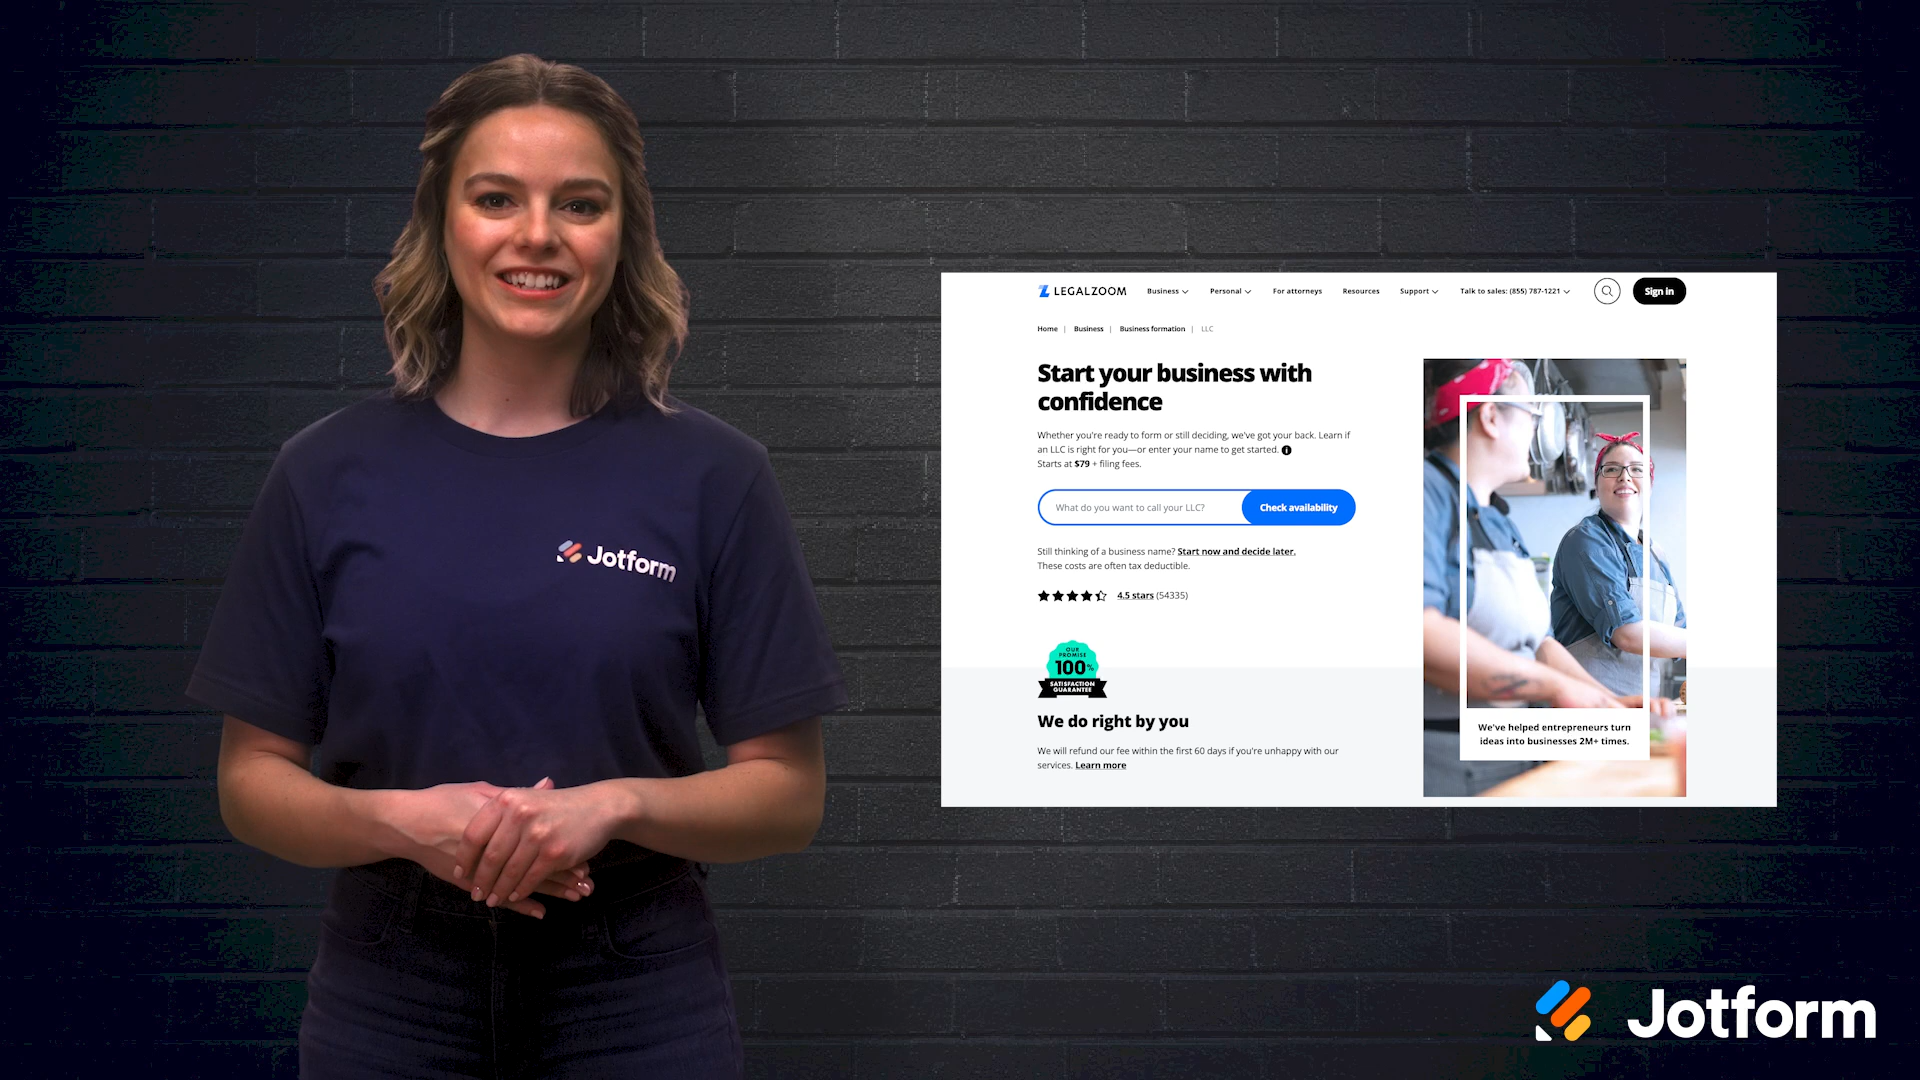 Jotform
LEGALZOOM
Business
Personal
For attorneys
Resources
Support
Talk to sales: (855) 787-1221
Sign in
Home | Business | Business formation | LLC
Start your business with
confidence
Whether you're ready to form or still deciding, we've got your back. Learn if
an LLC is right for you—or enter your name to get started.
Starts at $79 + filing fees.
What do you want to call your LLC?
Check availability
Still thinking of a business name? Start now and decide later.
These costs are often tax deductible.
4.5 stars (54335)
OUR
PROMISE
100%
SATISFACTION
GUARANTEE
We do right by you
We will refund our fee within the first 60 days if you're unhappy with our
services. Learn more
We've helped entrepreneurs turn
ideas into businesses 2M+ times.
Jotform